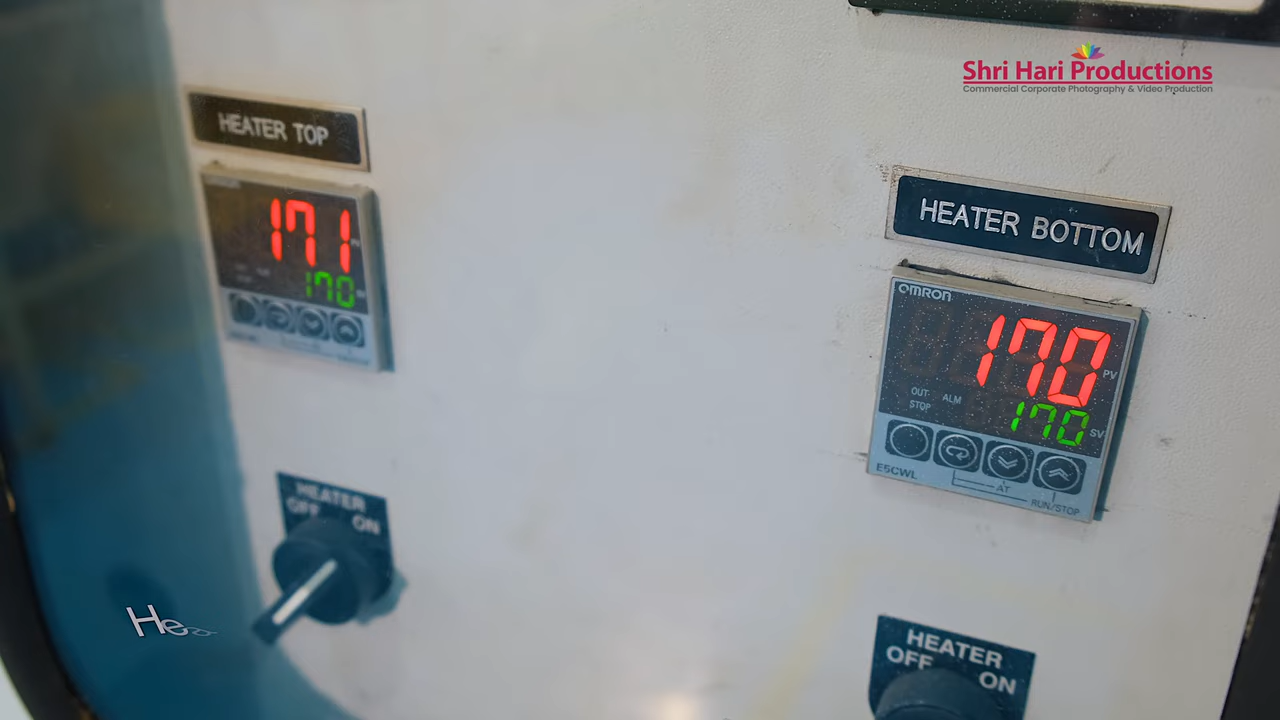 Shri Hari Productions
Commercial Corporate Photography & Video Production
HEATER TOP
171
170
HEATER OFF ON
HEATER BOTTOM
OMRON
170
PV
OUT ALM
STOP
170
SV
E5CWL
AT
RUN/STOP
HEATER
OFF ON
Hea